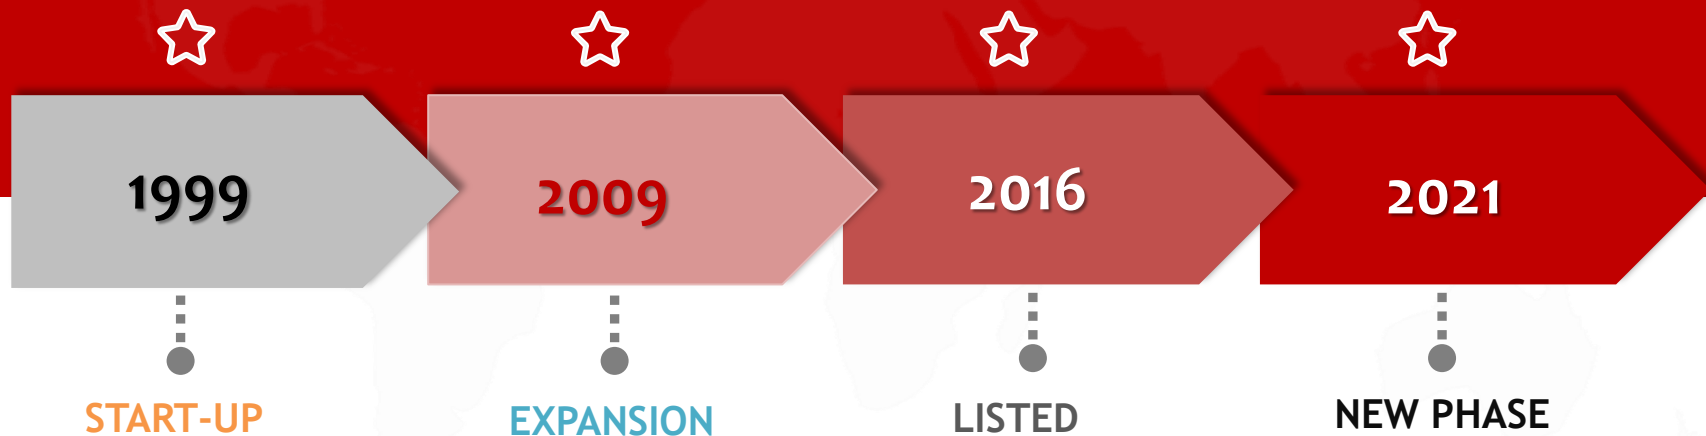 1999
2009
2016
2021
START-UP
EXPANSION
LISTED
NEW PHASE